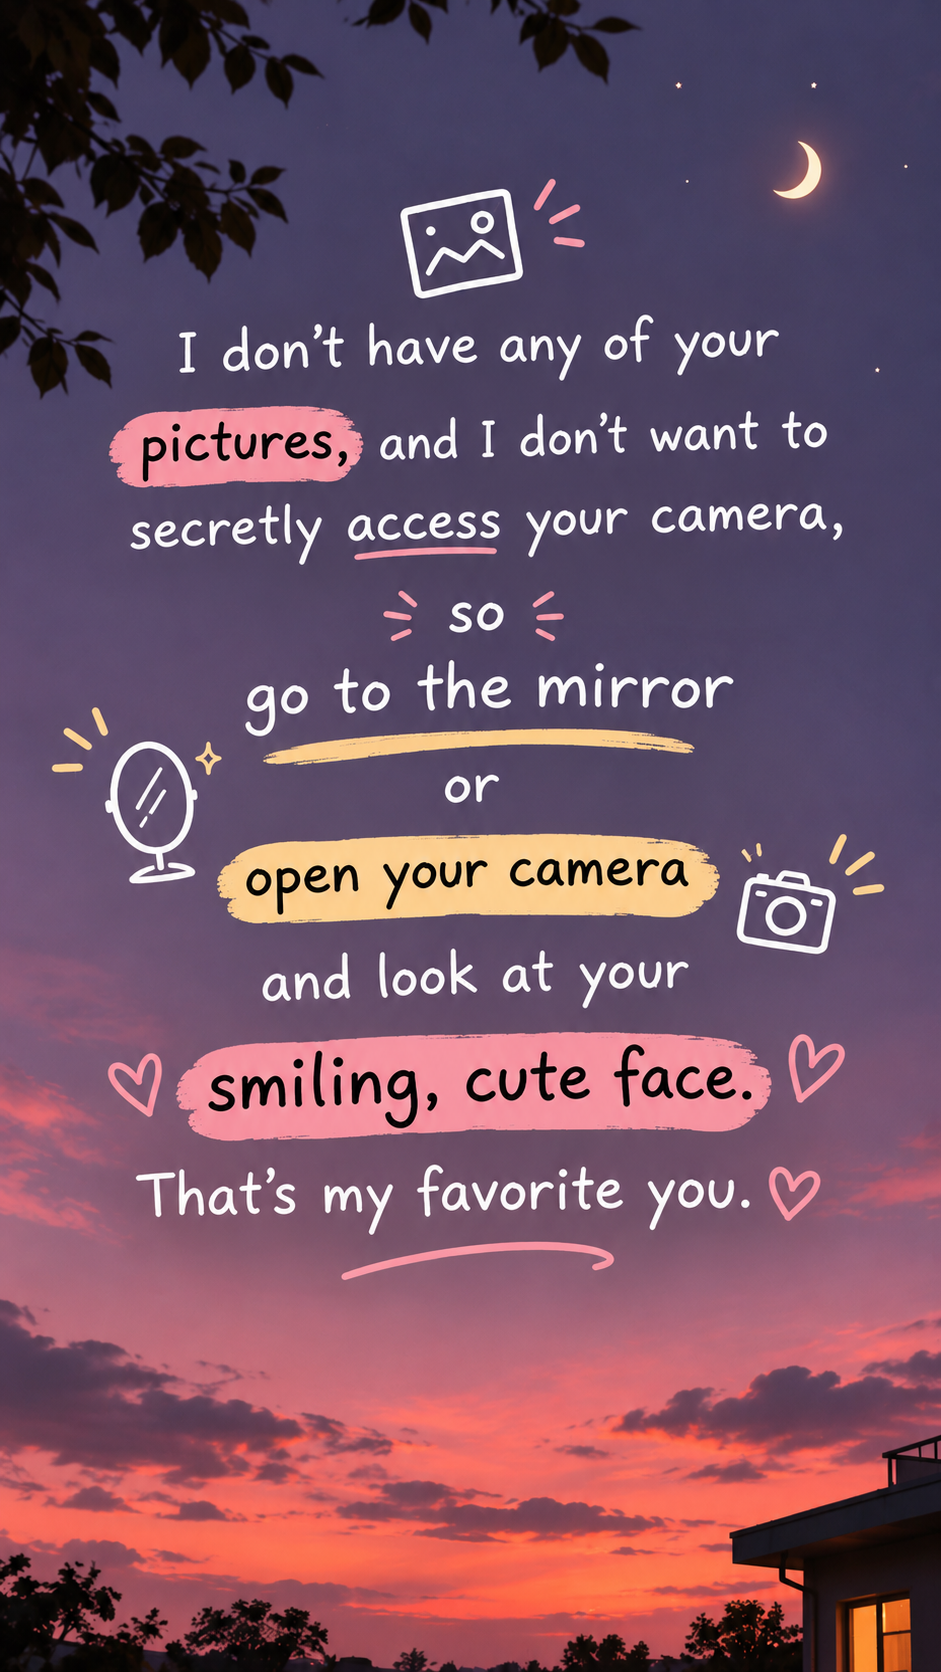 I don't have any of your
pictures, and I don't want to
secretly access your camera,
so
go to the mirror
or
open your camera
and look at your
smiling, cute face.
That's my favorite you.